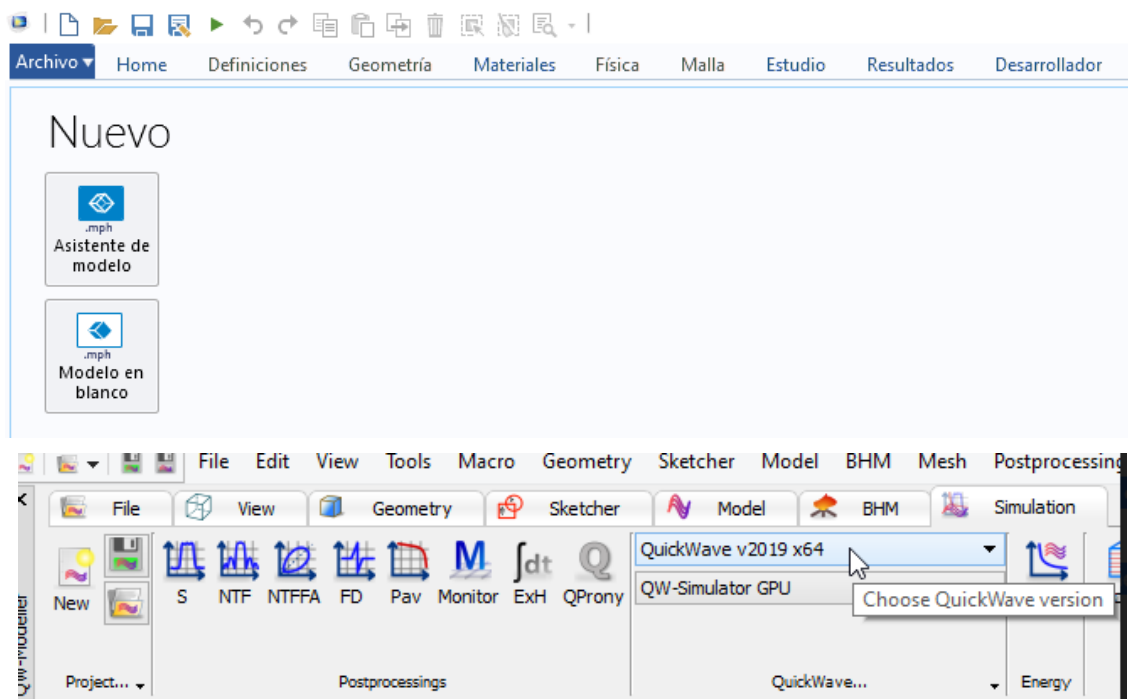 Archivo Home Definiciones Geometría Materiales Física Malla Estudio Resultados Desarrollador
Nuevo
.mph
Asistente de
modelo
.mph
Modelo en
blanco
File Edit View Tools Macro Geometry Sketcher Model BHM Mesh Postprocessing
File View Geometry Sketcher Model BHM Simulation
QuickWave v2019 x64
M ∫dt Q
New S NTF NTFFA FD Pav Monitor ExH QProny QW-Simulator GPU Choose QuickWave version
QW-Modeller
Project... Postprocessings QuickWave... Energy